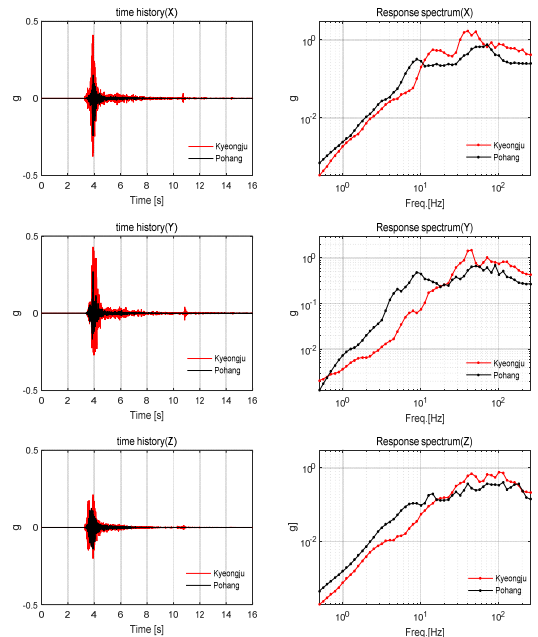 time history(X)
0.5
0
-0.5
g
Kyeongju
Pohang
0 2 4 6 8 10 12 14 16
Time [s]
Response spectrum(X)
10^0
10^-2
g
Kyeongju
Pohang
10^0 10^1 10^2
Freq.[Hz]
time history(Y)
0.5
0
-0.5
g
Kyeongju
Pohang
0 2 4 6 8 10 12 14 16
Time [s]
Response spectrum(Y)
10^0
10^-1
10^-2
g
Kyeongju
Pohang
10^0 10^1 10^2
Freq.[Hz]
time history(Z)
0.5
0
-0.5
g
Kyeongju
Pohang
0 2 4 6 8 10 12 14 16
Time [s]
Response spectrum(Z)
10^0
10^-2
g]
Kyeongju
Pohang
10^0 10^1 10^2
Freq.[Hz]